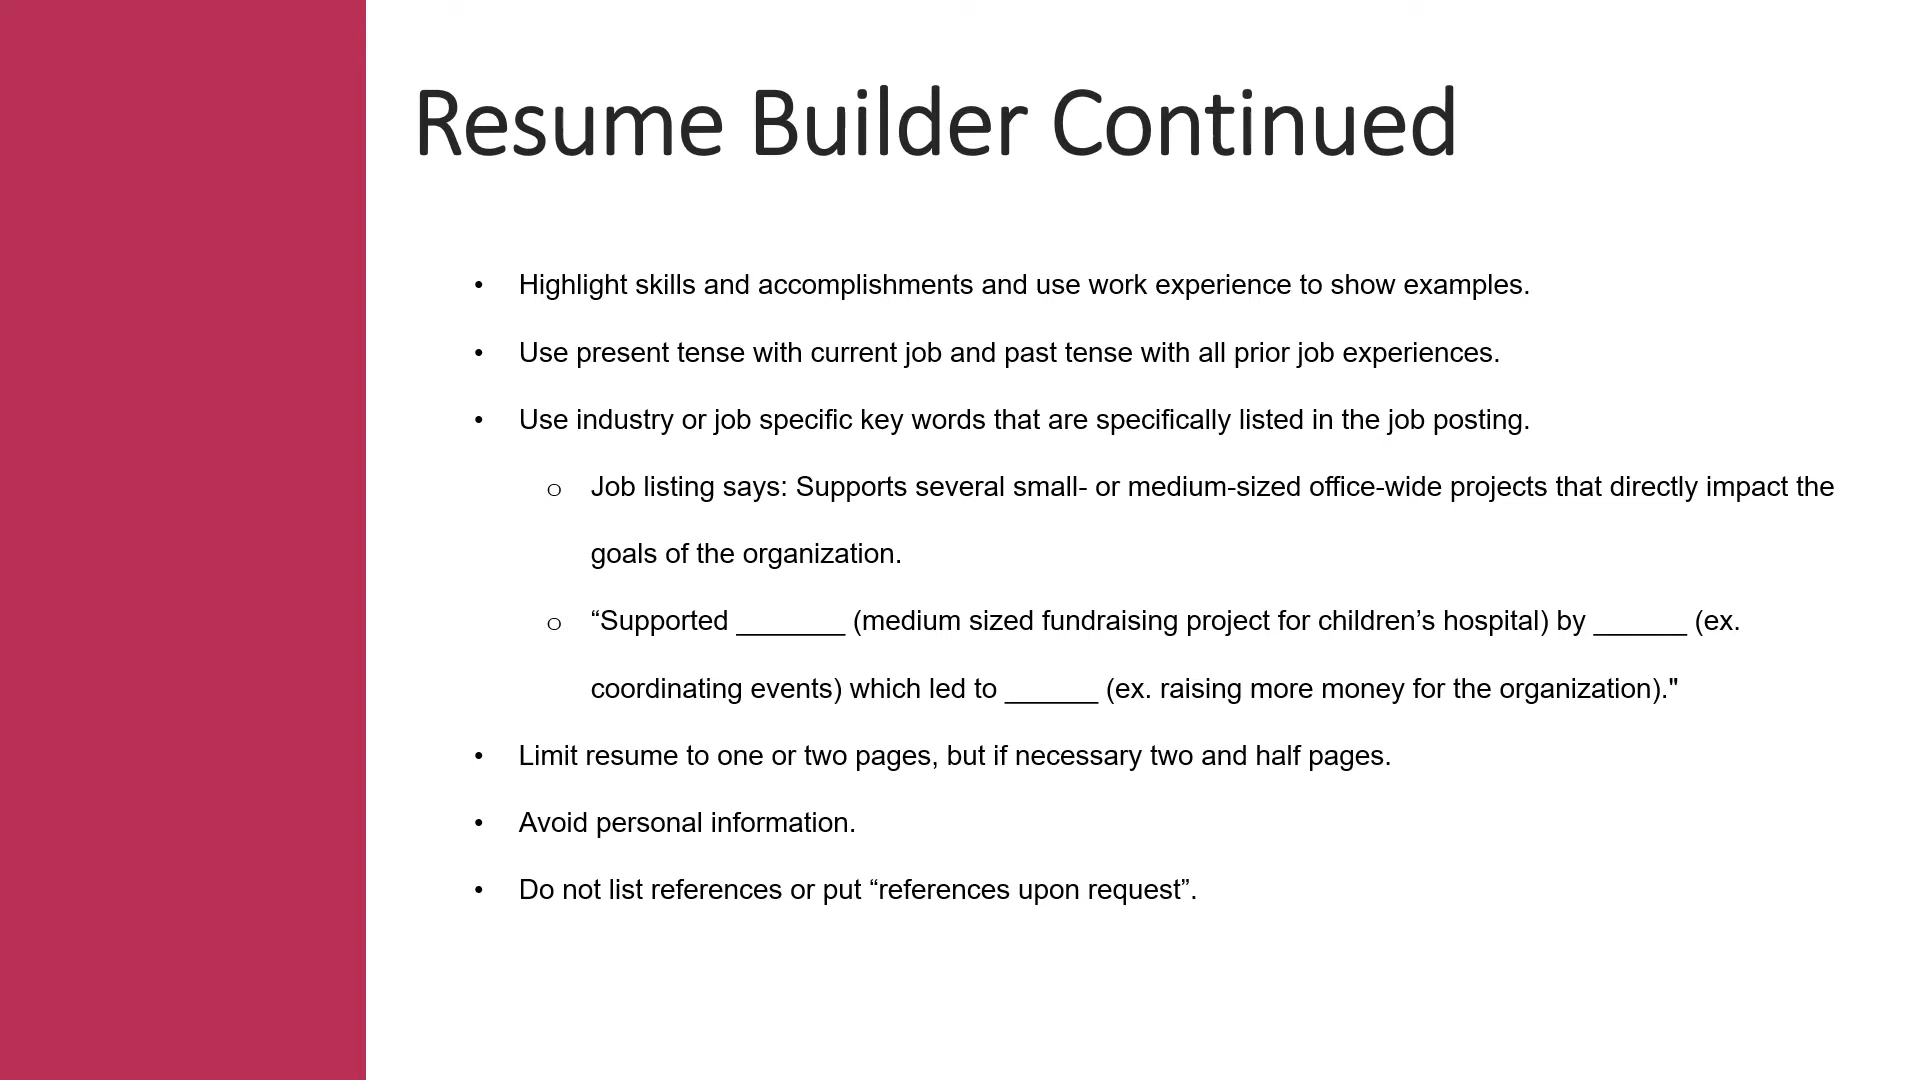 Resume Builder Continued
• Highlight skills and accomplishments and use work experience to show examples.
• Use present tense with current job and past tense with all prior job experiences.
• Use industry or job specific key words that are specifically listed in the job posting.
o Job listing says: Supports several small- or medium-sized office-wide projects that directly impact the
goals of the organization.
o “Supported _______ (medium sized fundraising project for children’s hospital) by ______ (ex.
coordinating events) which led to ______ (ex. raising more money for the organization)."
• Limit resume to one or two pages, but if necessary two and half pages.
• Avoid personal information.
• Do not list references or put “references upon request”.